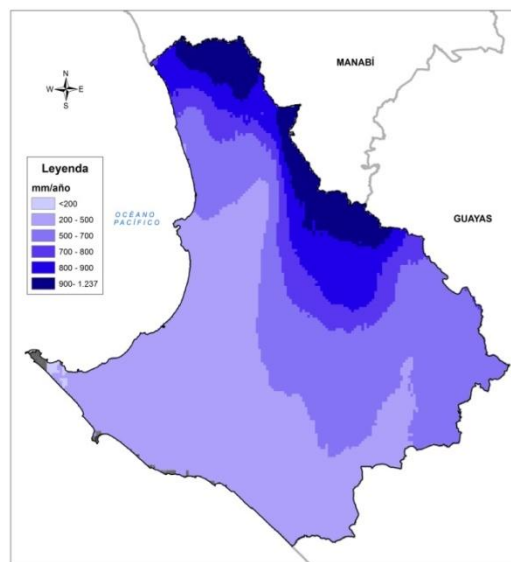 MANABÍ
N
W E
S
Leyenda
mm/año
<200
200 - 500
500 - 700
700 - 800
800 - 900
900- 1.237
OCÉANO
PACÍFICO
GUAYAS